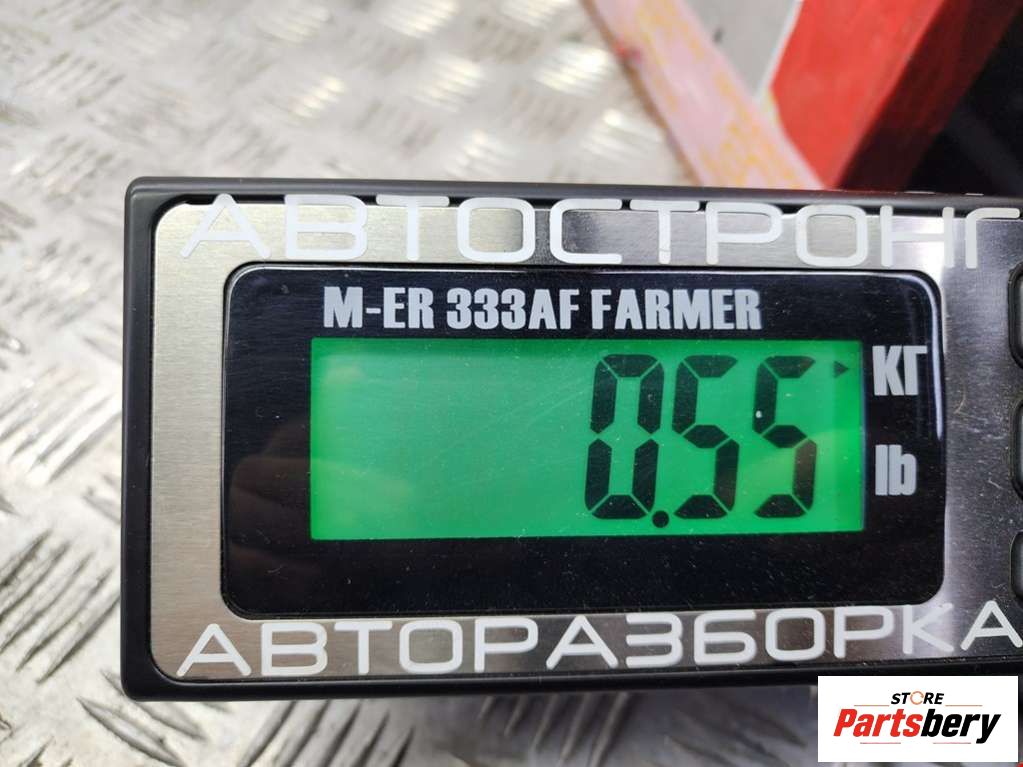 АВТОСТРОНГ
M-ER 333AF FARMER
0.55
КГ
lb
АВТОРАЗБОРКА
STORE
Partsbery